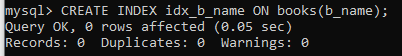 mysql> CREATE INDEX idx_b_name ON books(b_name);
Query OK, 0 rows affected (0.05 sec)
Records: 0  Duplicates: 0  Warnings: 0